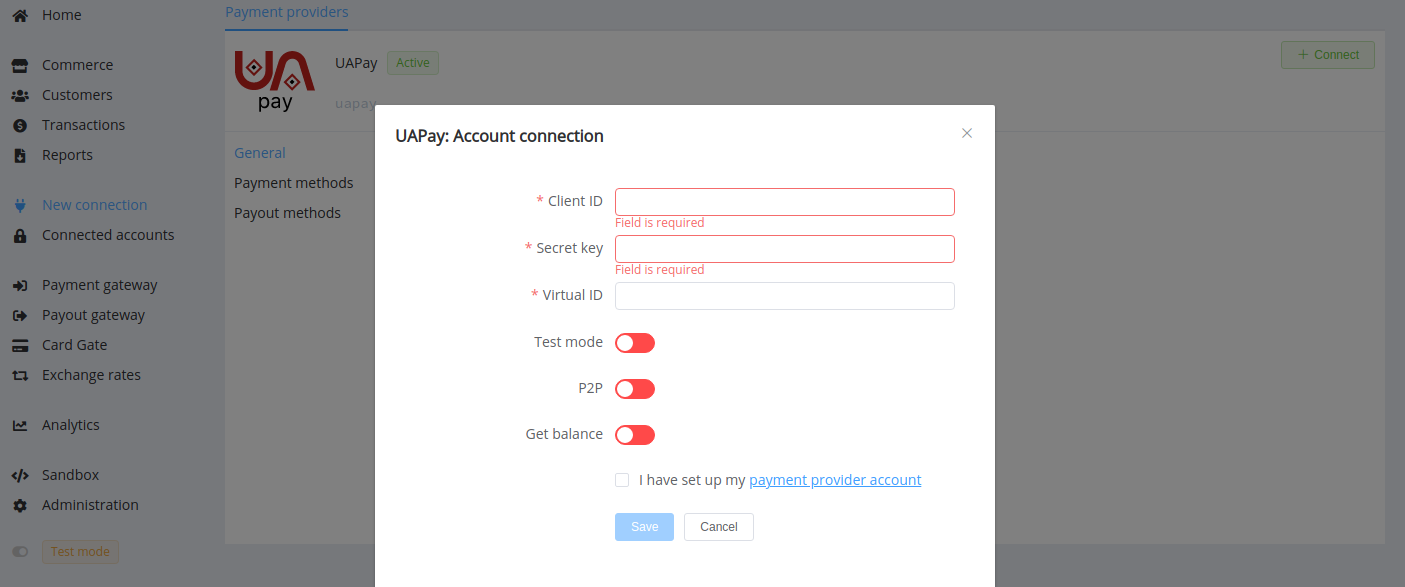 Home
Commerce
Customers
Transactions
Reports
New connection
Connected accounts
Payment gateway
Payout gateway
Card Gate
Exchange rates
Analytics
Sandbox
Administration
Test mode
Payment providers
UA
pay
UAPay Active
uapay
+ Connect
General
Payment methods
Payout methods
UAPay: Account connection
* Client ID
Field is required
* Secret key
Field is required
* Virtual ID
Test mode
P2P
Get balance
I have set up my payment provider account
Save Cancel